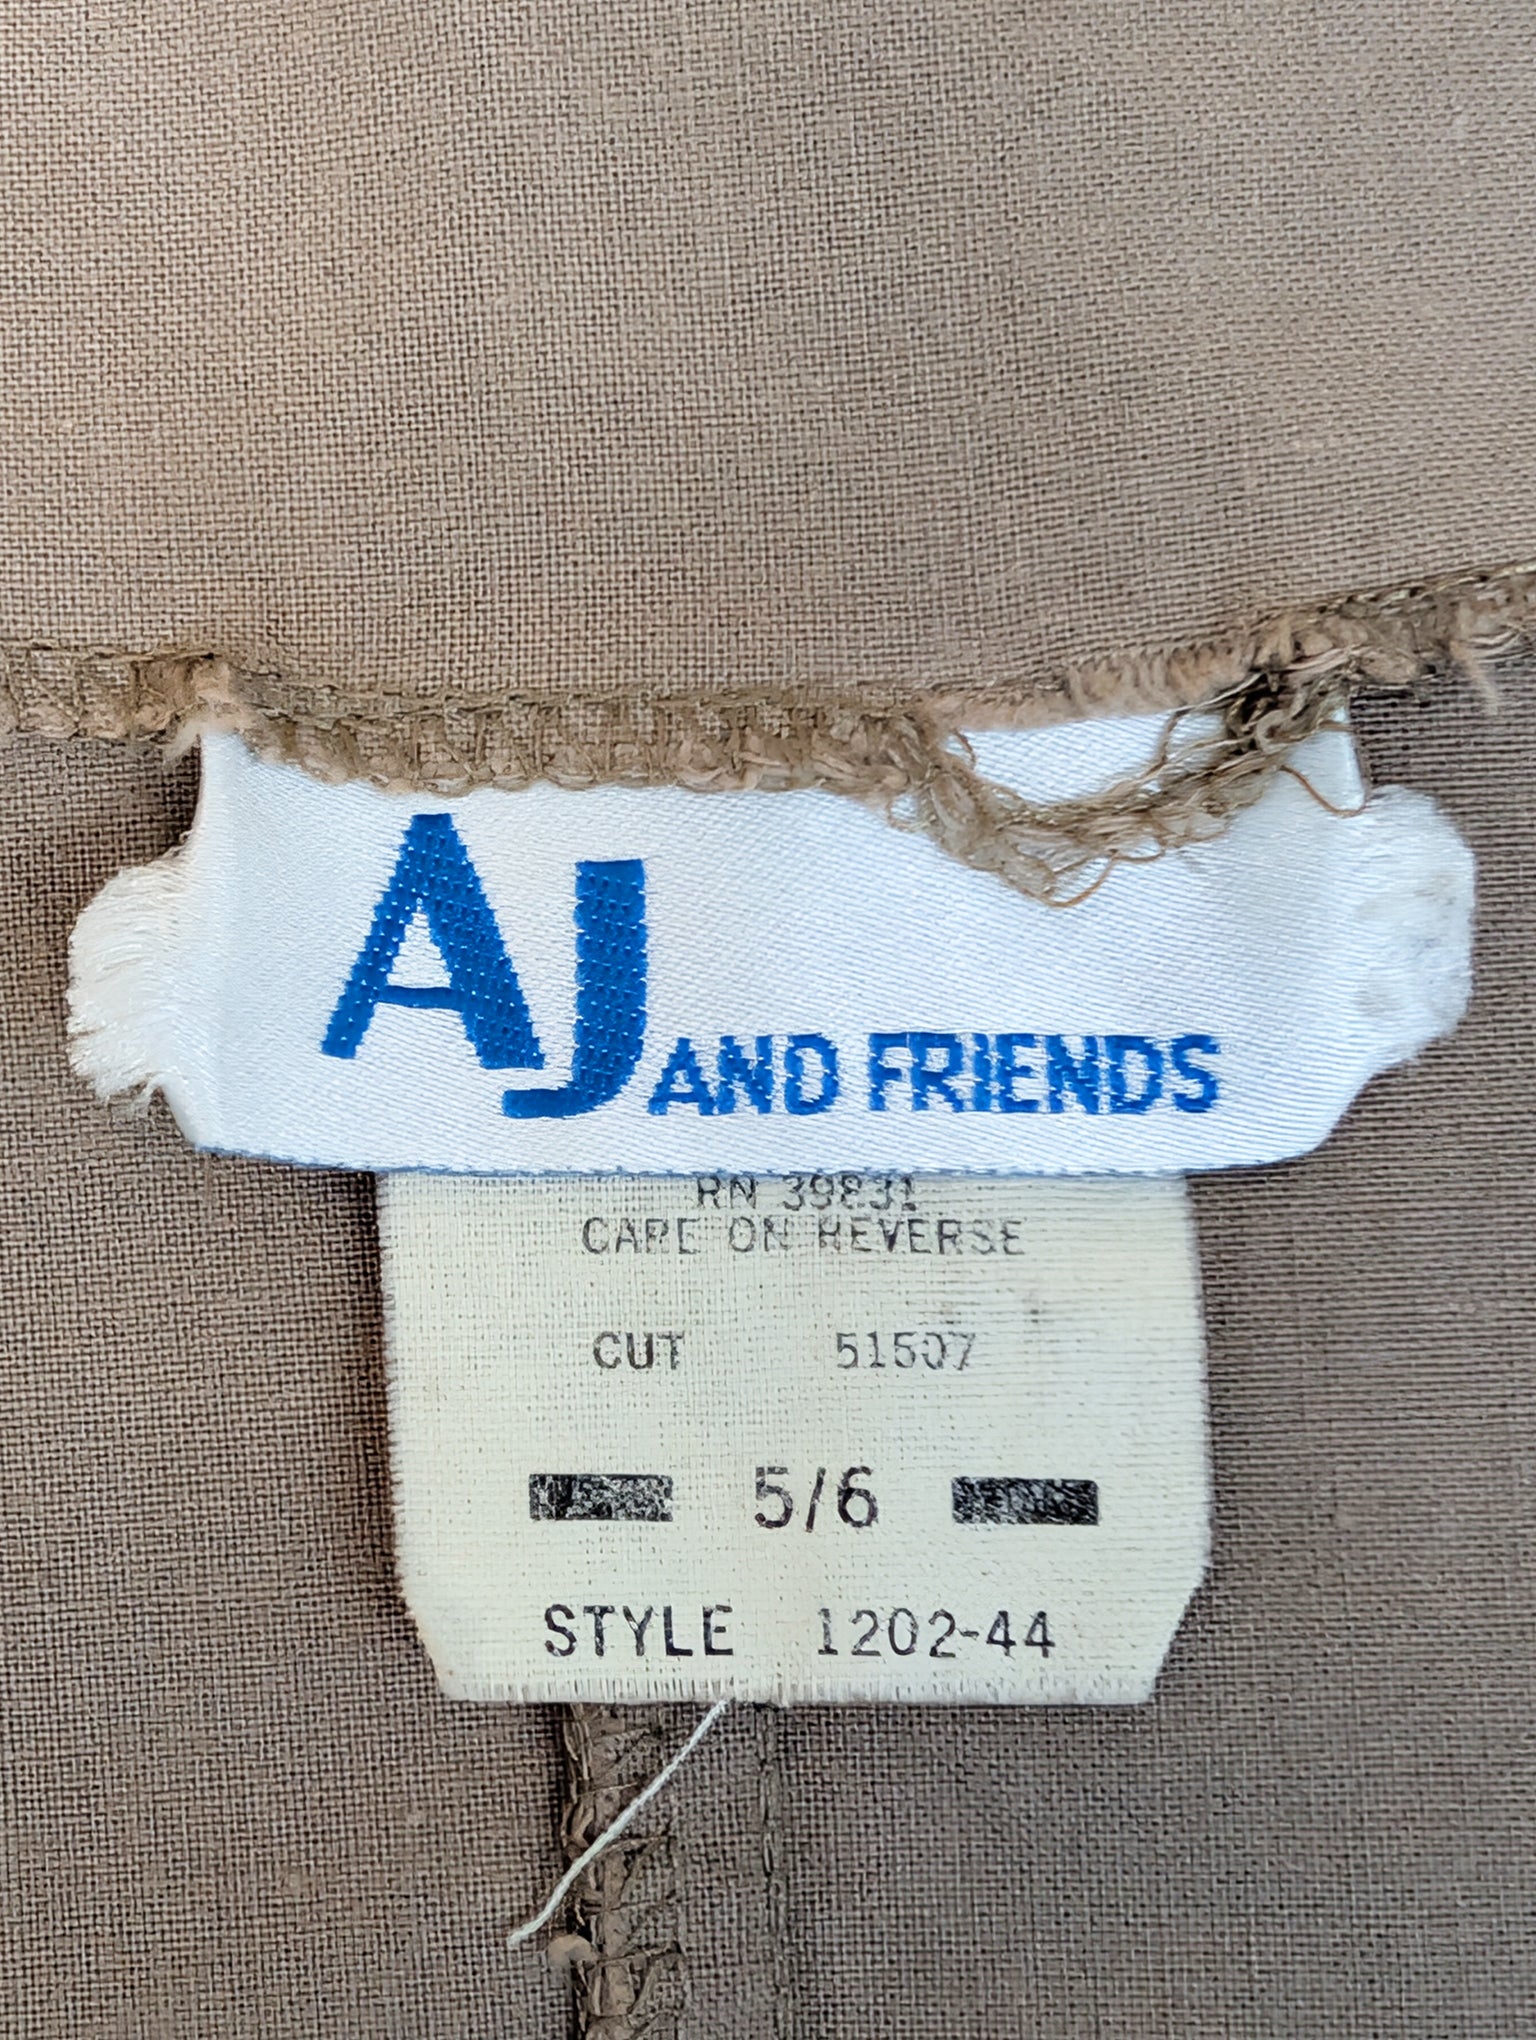 AJ AND FRIENDS
RN 39831
CARE ON REVERSE
CUT 51507
5/6
STYLE 1202-44